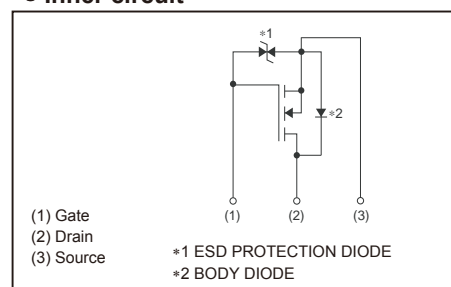 Inner circuit
*1
*2
(1) Gate
(2) Drain
(3) Source
(1) (2) (3)
*1 ESD PROTECTION DIODE
*2 BODY DIODE